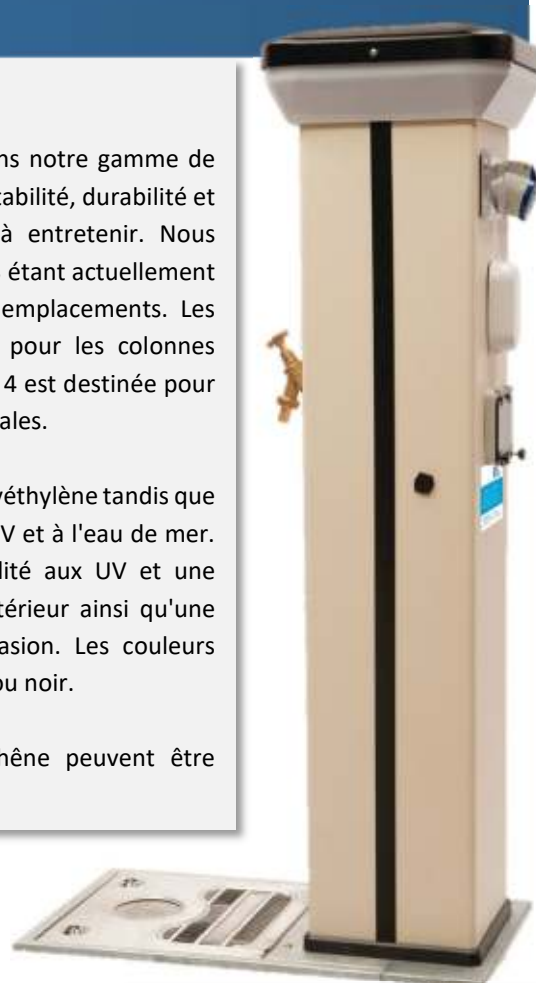 ns notre gamme de
tabilité, durabilité et
à entretenir. Nous
s étant actuellement
emplacements. Les
pour les colonnes
4 est destinée pour
ales.
yéthylène tandis que
V et à l'eau de mer.
lité aux UV et une
térieur ainsi qu'une
asion. Les couleurs
ou noir.
hêne peuvent être